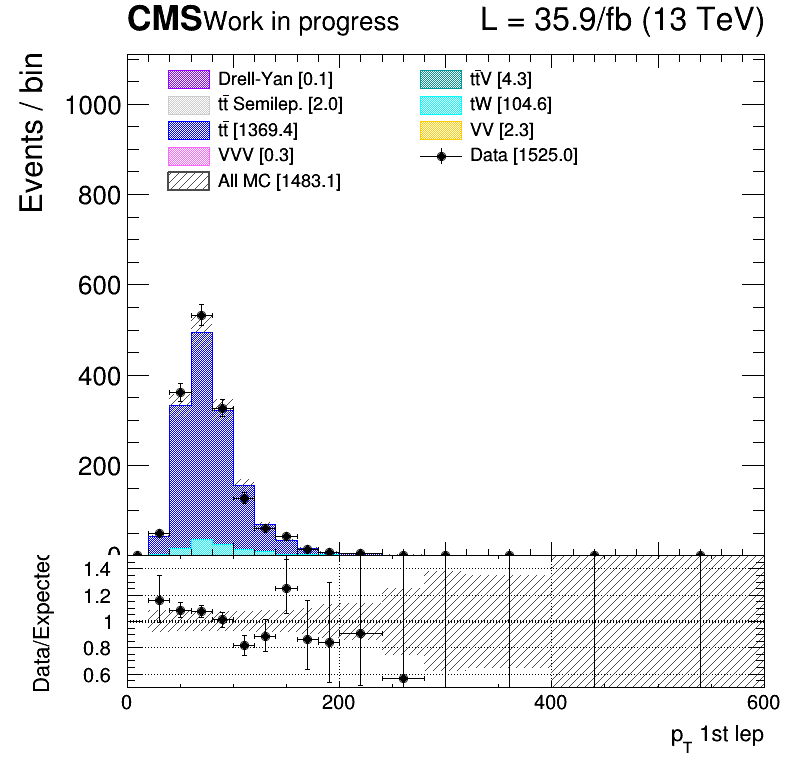 CMS Work in progress L = 35.9/fb (13 TeV)
Events / bin
1000
800
600
400
200
0
Drell-Yan [0.1]
tt̄ Semilep. [2.0]
tt̄ [1369.4]
VVV [0.3]
All MC [1483.1]
tt̄V [4.3]
tW [104.6]
VV [2.3]
Data [1525.0]
Data/Expected
1.4
1.2
1
0.8
0.6
0 200 400 600
p_T 1st lep